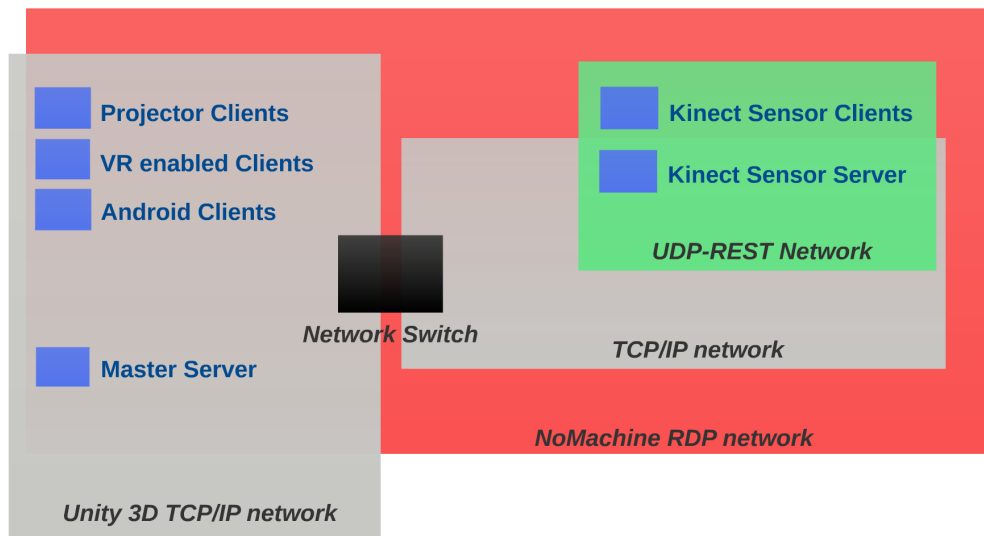 Projector Clients
VR enabled Clients
Android Clients
Master Server
Unity 3D TCP/IP network
Network Switch
Kinect Sensor Clients
Kinect Sensor Server
UDP-REST Network
TCP/IP network
NoMachine RDP network